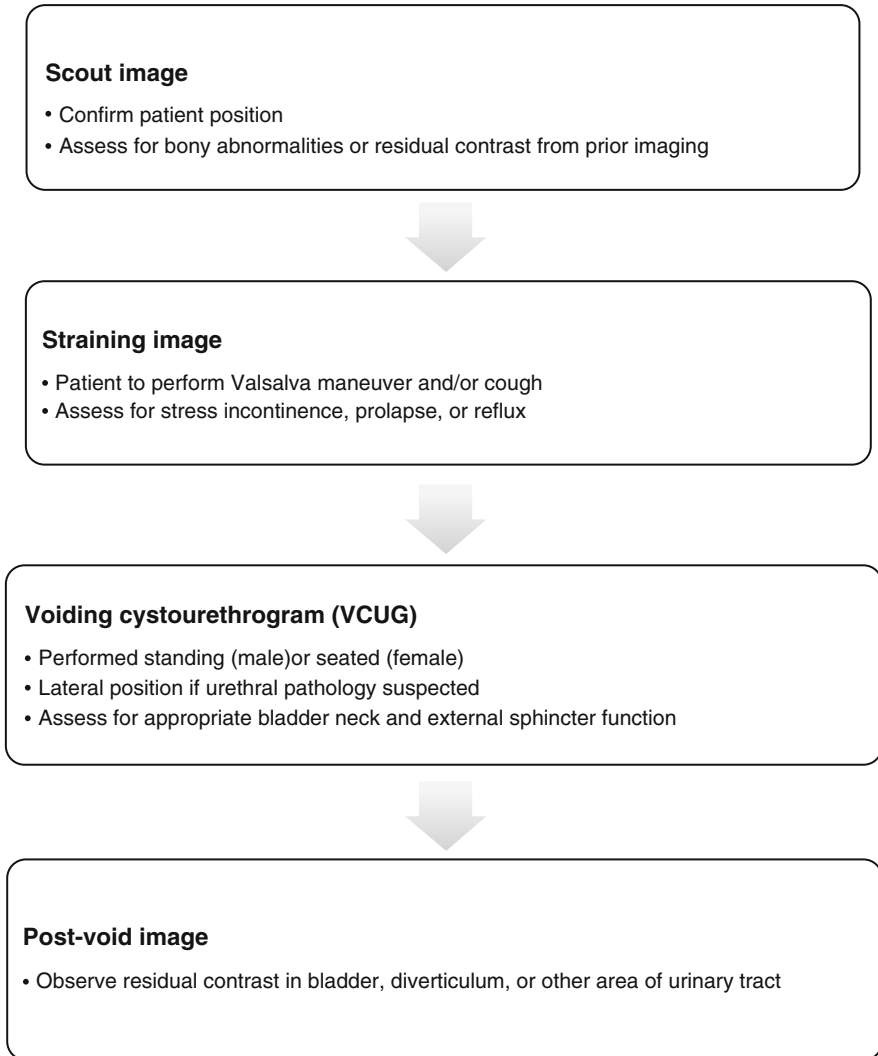 Scout image
• Confirm patient position
• Assess for bony abnormalities or residual contrast from prior imaging
Straining image
• Patient to perform Valsalva maneuver and/or cough
• Assess for stress incontinence, prolapse, or reflux
Voiding cystourethrogram (VCUG)
• Performed standing (male)or seated (female)
• Lateral position if urethral pathology suspected
• Assess for appropriate bladder neck and external sphincter function
Post-void image
• Observe residual contrast in bladder, diverticulum, or other area of urinary tract